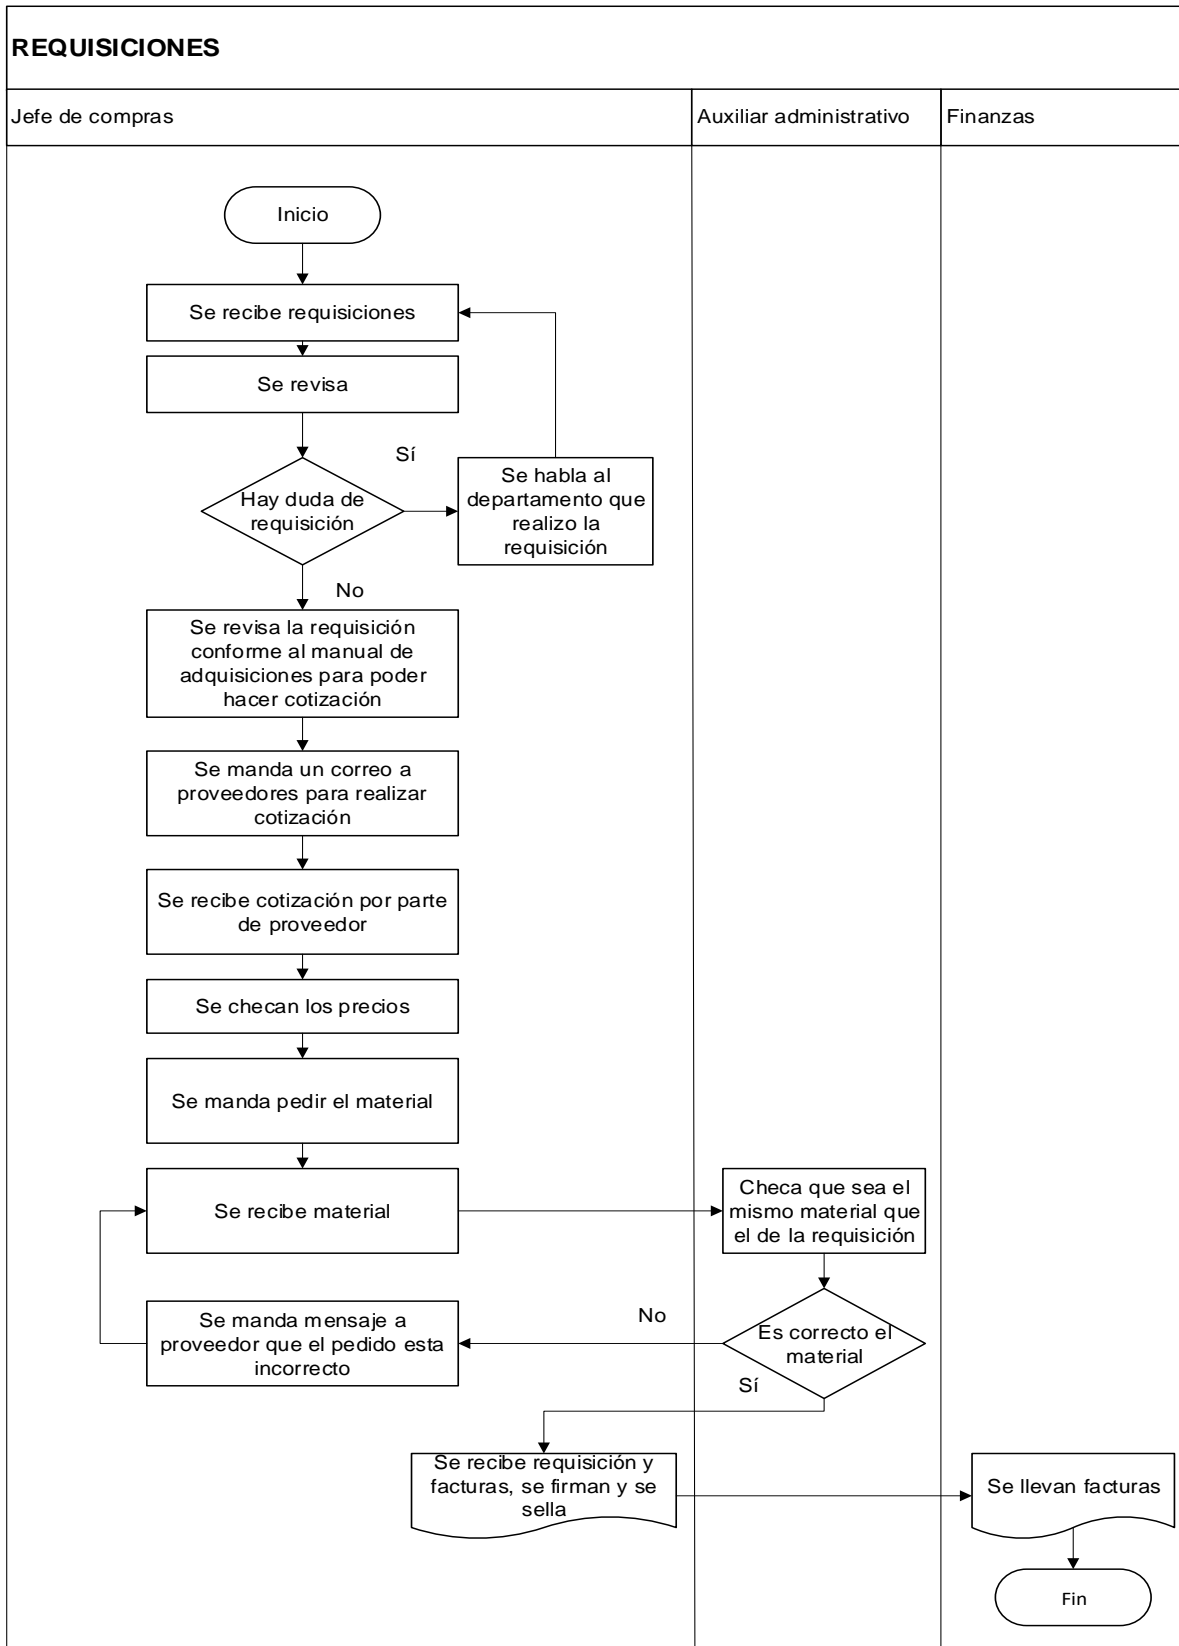 REQUISICIONES
Jefe de compras
Auxiliar administrativo
Finanzas
Inicio
Se recibe requisiciones
Se revisa
Sí
Hay duda de
requisición
Se habla al
departamento que
realizo la
requisición
No
Se revisa la requisición
conforme al manual de
adquisiciones para poder
hacer cotización
Se manda un correo a
proveedores para realizar
cotización
Se recibe cotización por parte
de proveedor
Se checan los precios
Se manda pedir el material
Se recibe material
Checa que sea el
mismo material que
el de la requisición
No
Es correcto el
material
Se manda mensaje a
proveedor que el pedido esta
incorrecto
Sí
Se recibe requisición y
facturas, se firman y se
sella
Se llevan facturas
Fin